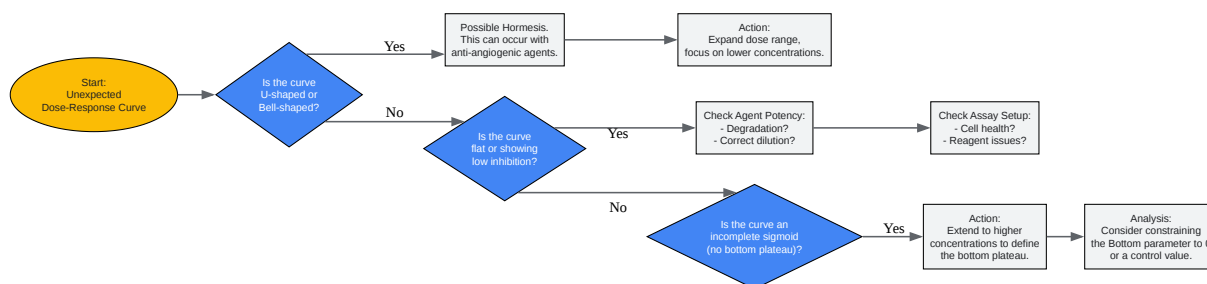 Start:
Unexpected
Dose-Response Curve
Is the curve
U-shaped or
Bell-shaped?
Yes
Possible Hormesis.
This can occur with
anti-angiogenic agents.
Action:
Expand dose range,
focus on lower concentrations.
No
Is the curve
flat or showing
low inhibition?
Yes
Check Agent Potency:
- Degradation?
- Correct dilution?
Check Assay Setup:
- Cell health?
- Reagent issues?
No
Is the curve an
incomplete sigmoid
(no bottom plateau)?
Yes
Action:
Extend to higher
concentrations to define
the bottom plateau.
Analysis:
Consider constraining
the Bottom parameter to
or a control value.